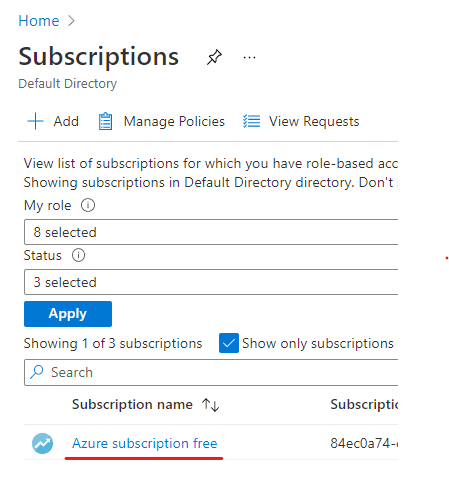 Home
Subscriptions
Default Directory
Add Manage Policies View Requests
View list of subscriptions for which you have role-based acc
Showing subscriptions in Default Directory directory. Don't
My role
8 selected
Status
3 selected
Apply
Showing 1 of 3 subscriptions Show only subscriptions
Search
Subscription name Subscriptio
Azure subscription free 84ec0a74-